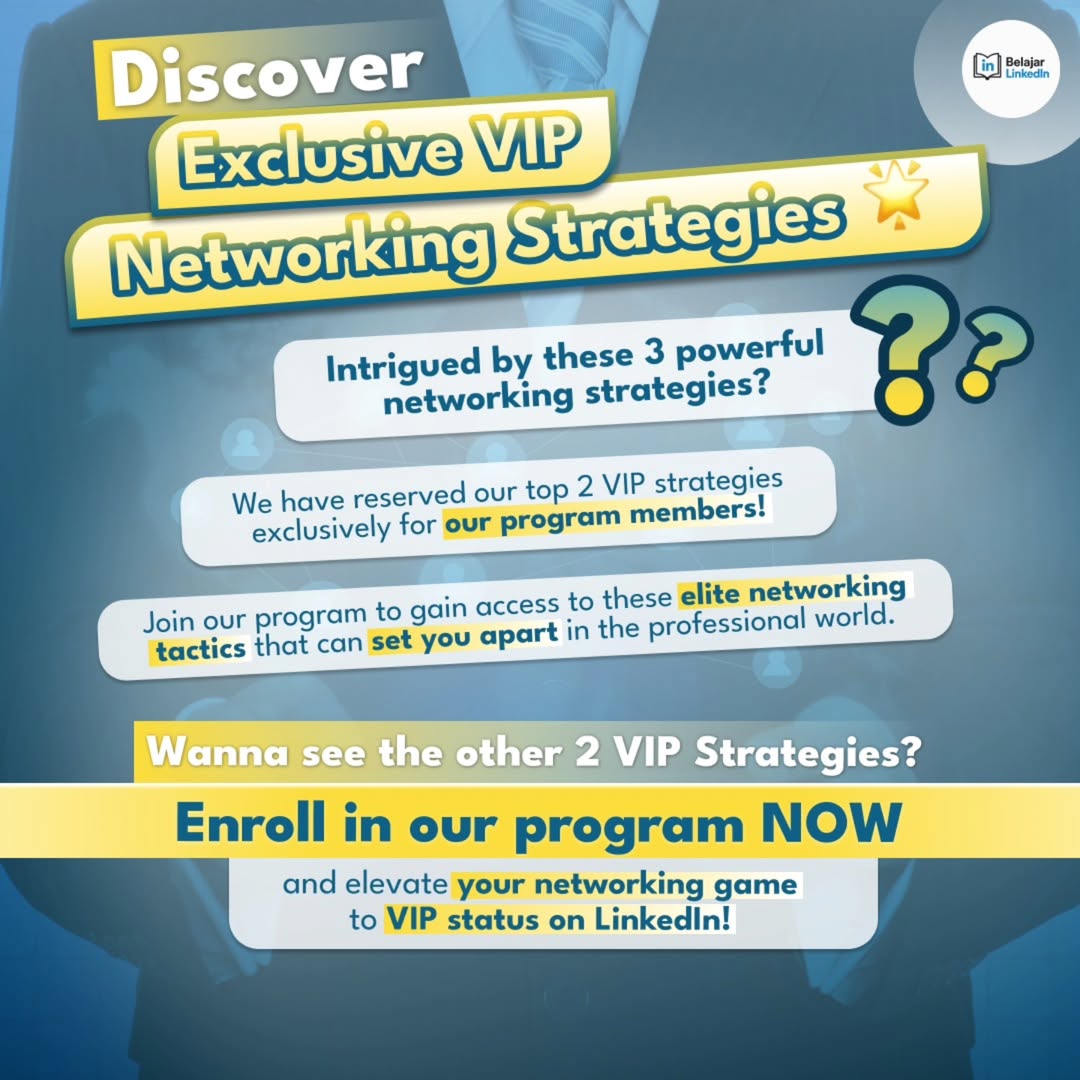 Discover
in Belajar
LinkedIn
Exclusive VIP
Networking Strategies
Intrigued by these 3 powerful
networking strategies?
??
We have reserved our top 2 VIP strategies
exclusively for our program members!
Join our program to gain access to these elite networking
tactics that can set you apart in the professional world.
Wanna see the other 2 VIP Strategies?
Enroll in our program NOW
and elevate your networking game
to VIP status on LinkedIn!